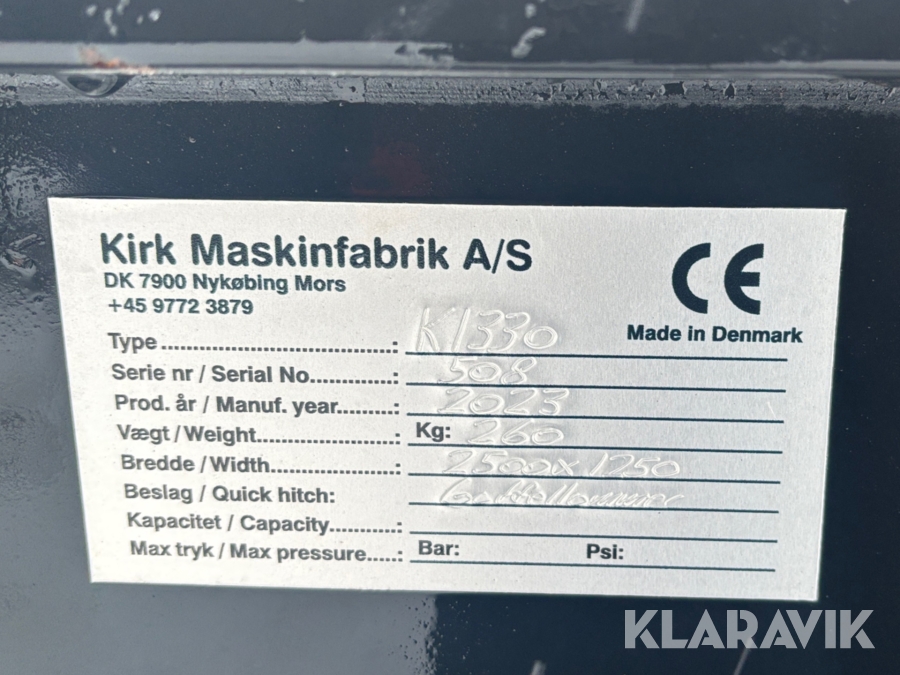 Kirk Maskinfabrik A/S
DK 7900 Nykøbing Mors
+45 9772 3879
CE
Made in Denmark
Type..............................: K1330
Serie nr / Serial No.............: 508
Prod. år / Manuf. year.........: 2023
Vægt / Weight....................: Kg: 260
Bredde / Width..................: 2500x1250
Beslag / Quick hitch:
Kapacitet / Capacity..........:
Max tryk / Max pressure.....: Bar: Psi:
KLARAVIK